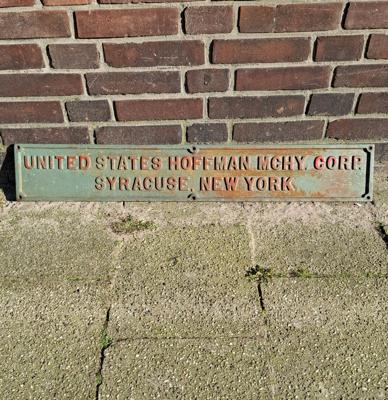 UNITED STATES HOFFMAN MCHY. CORP.
SYRACUSE, NEW YORK